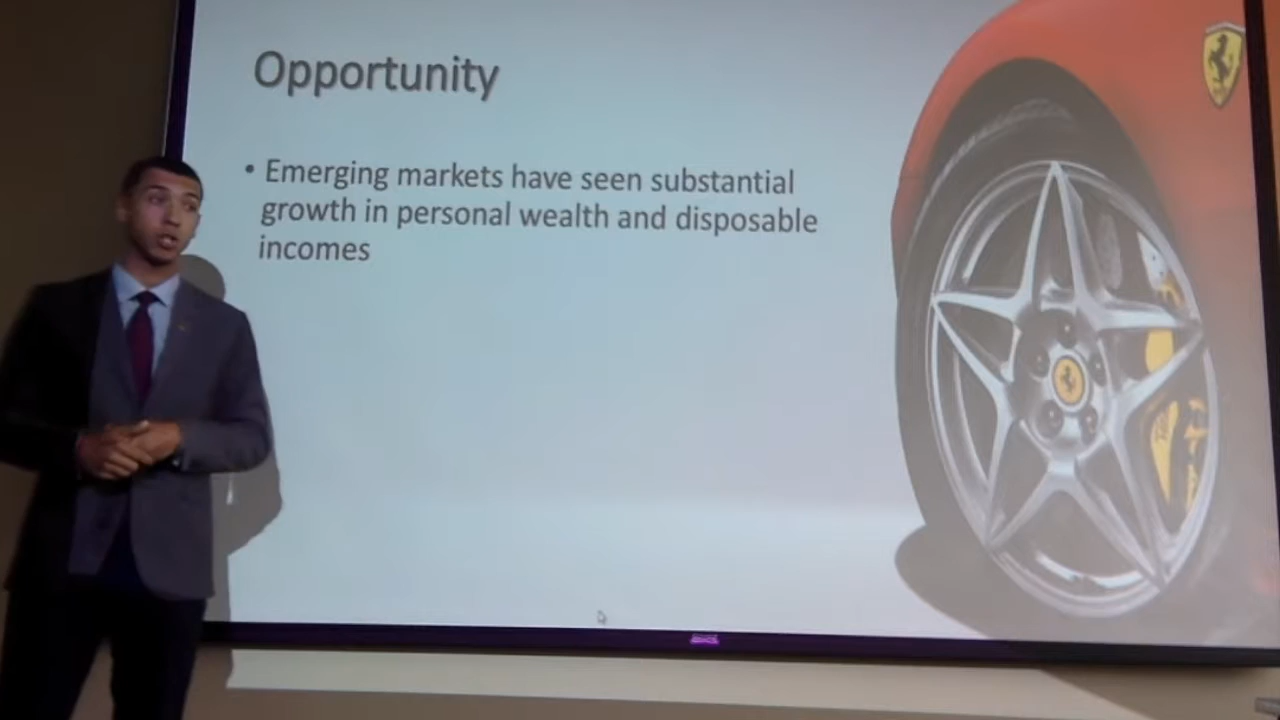 Opportunity
• Emerging markets have seen substantial
growth in personal wealth and disposable
incomes